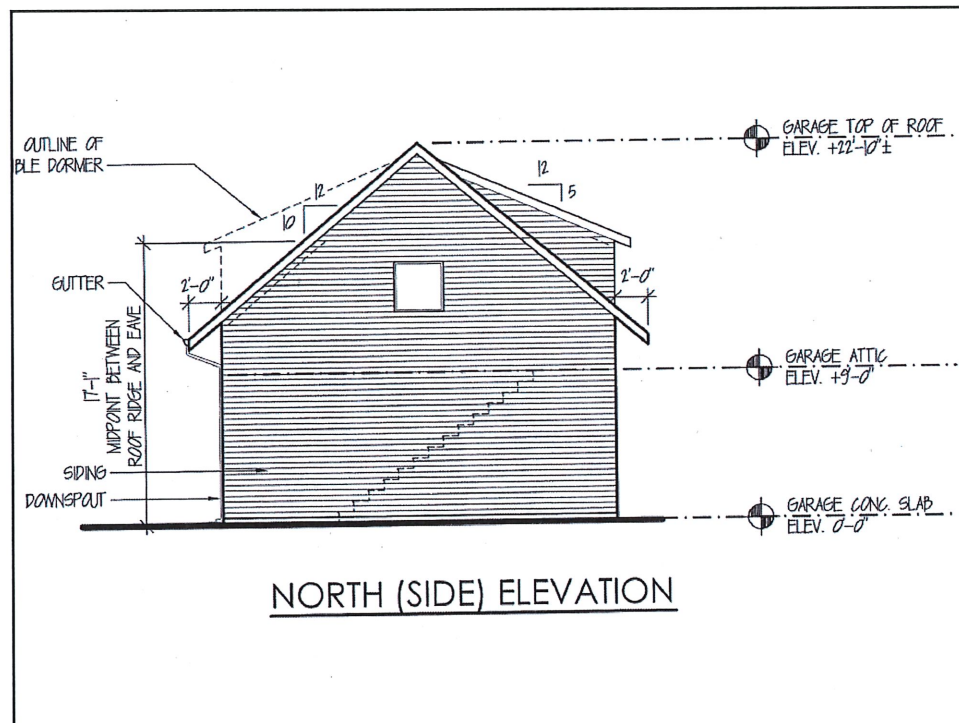 OUTLINE OF
BLE DORMER
12
10
12
5
GARAGE TOP OF ROOF
ELEV. +22'-10"±
GUTTER
2'-0"
2'-0"
17'-1"
MIDPOINT BETWEEN
ROOF RIDGE AND EAVE
GARAGE ATTIC
ELEV. +9'-0"
SIDING
DOWNSPOUT
GARAGE CONC. SLAB
ELEV. 0'-0"
NORTH (SIDE) ELEVATION